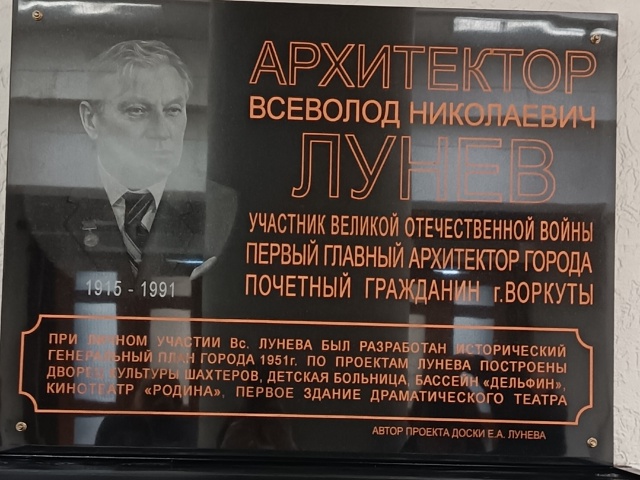 АРХИТЕКТОР
ВСЕВОЛОД НИКОЛАЕВИЧ
ЛУНЕВ
УЧАСТНИК ВЕЛИКОЙ ОТЕЧЕСТВЕННОЙ ВОЙНЫ
ПЕРВЫЙ ГЛАВНЫЙ АРХИТЕКТОР ГОРОДА
ПОЧЕТНЫЙ ГРАЖДАНИН г.ВОРКУТЫ
1915 - 1991
ПРИ ЛИЧНОМ УЧАСТИИ Вс. ЛУНЕВА БЫЛ РАЗРАБОТАН ИСТОРИЧЕСКИЙ
ГЕНЕРАЛЬНЫЙ ПЛАН ГОРОДА 1951г. ПО ПРОЕКТАМ ЛУНЕВА ПОСТРОЕНЫ
ДВОРЕЦ КУЛЬТУРЫ ШАХТЕРОВ, ДЕТСКАЯ БОЛЬНИЦА, БАССЕЙН «ДЕЛЬФИН»,
КИНОТЕАТР «РОДИНА», ПЕРВОЕ ЗДАНИЕ ДРАМАТИЧЕСКОГО ТЕАТРА
АВТОР ПРОЕКТА ДОСКИ Е.А. ЛУНЕВА